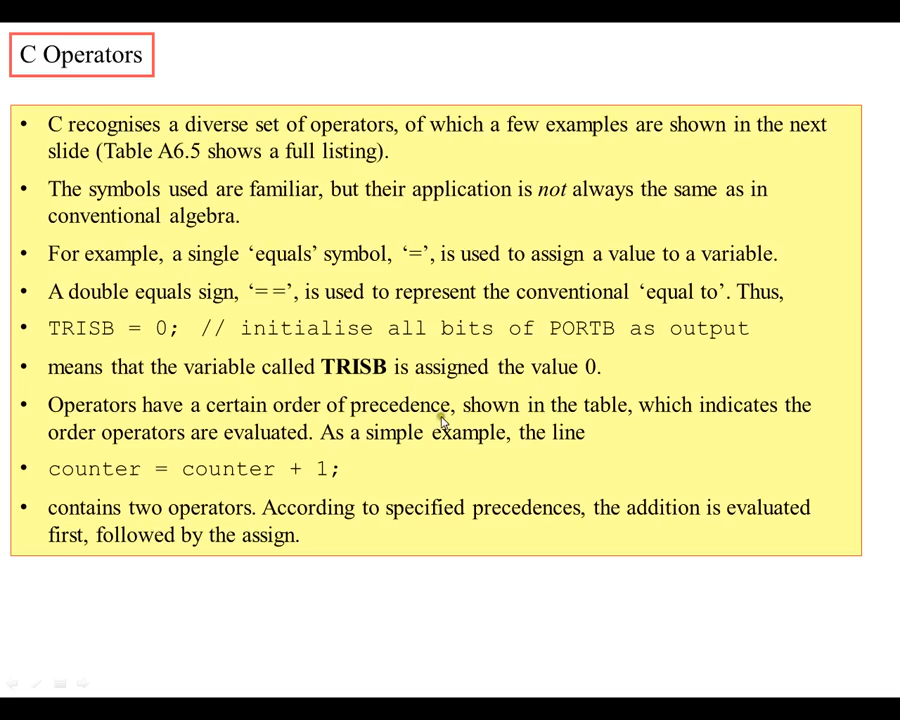 C Operators
• C recognises a diverse set of operators, of which a few examples are shown in the next
slide (Table A6.5 shows a full listing).
• The symbols used are familiar, but their application is not always the same as in
conventional algebra.
• For example, a single ‘equals’ symbol, ‘=’, is used to assign a value to a variable.
• A double equals sign, ‘= =’, is used to represent the conventional ‘equal to’. Thus,
• TRISB = 0; // initialise all bits of PORTB as output
• means that the variable called TRISB is assigned the value 0.
• Operators have a certain order of precedence, shown in the table, which indicates the
order operators are evaluated. As a simple example, the line
• counter = counter + 1;
• contains two operators. According to specified precedences, the addition is evaluated
first, followed by the assign.